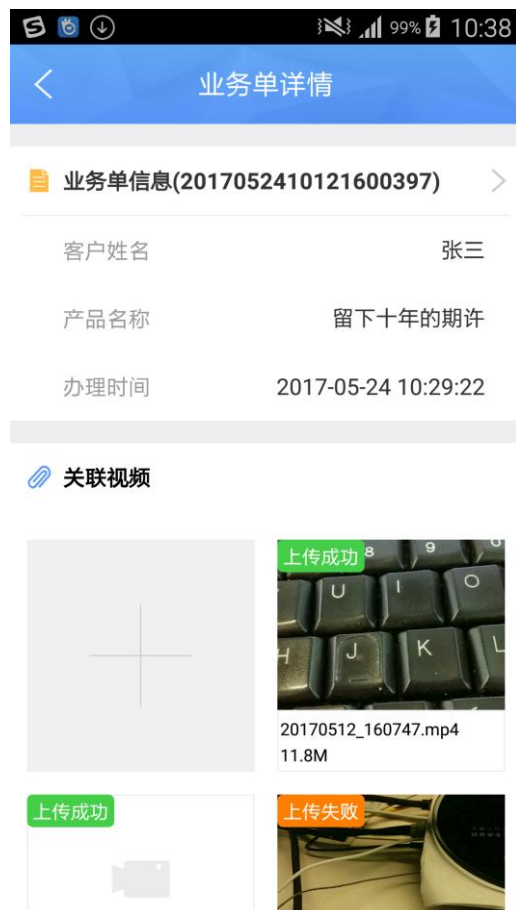 99% 10:38
业务单详情
业务单信息(2017052410121600397)
客户姓名 张三
产品名称 留下十年的期许
办理时间 2017-05-24 10:29:22
关联视频
上传成功
8 9
U I O
H J K L
20170512_160747.mp4
11.8M
上传成功
上传失败